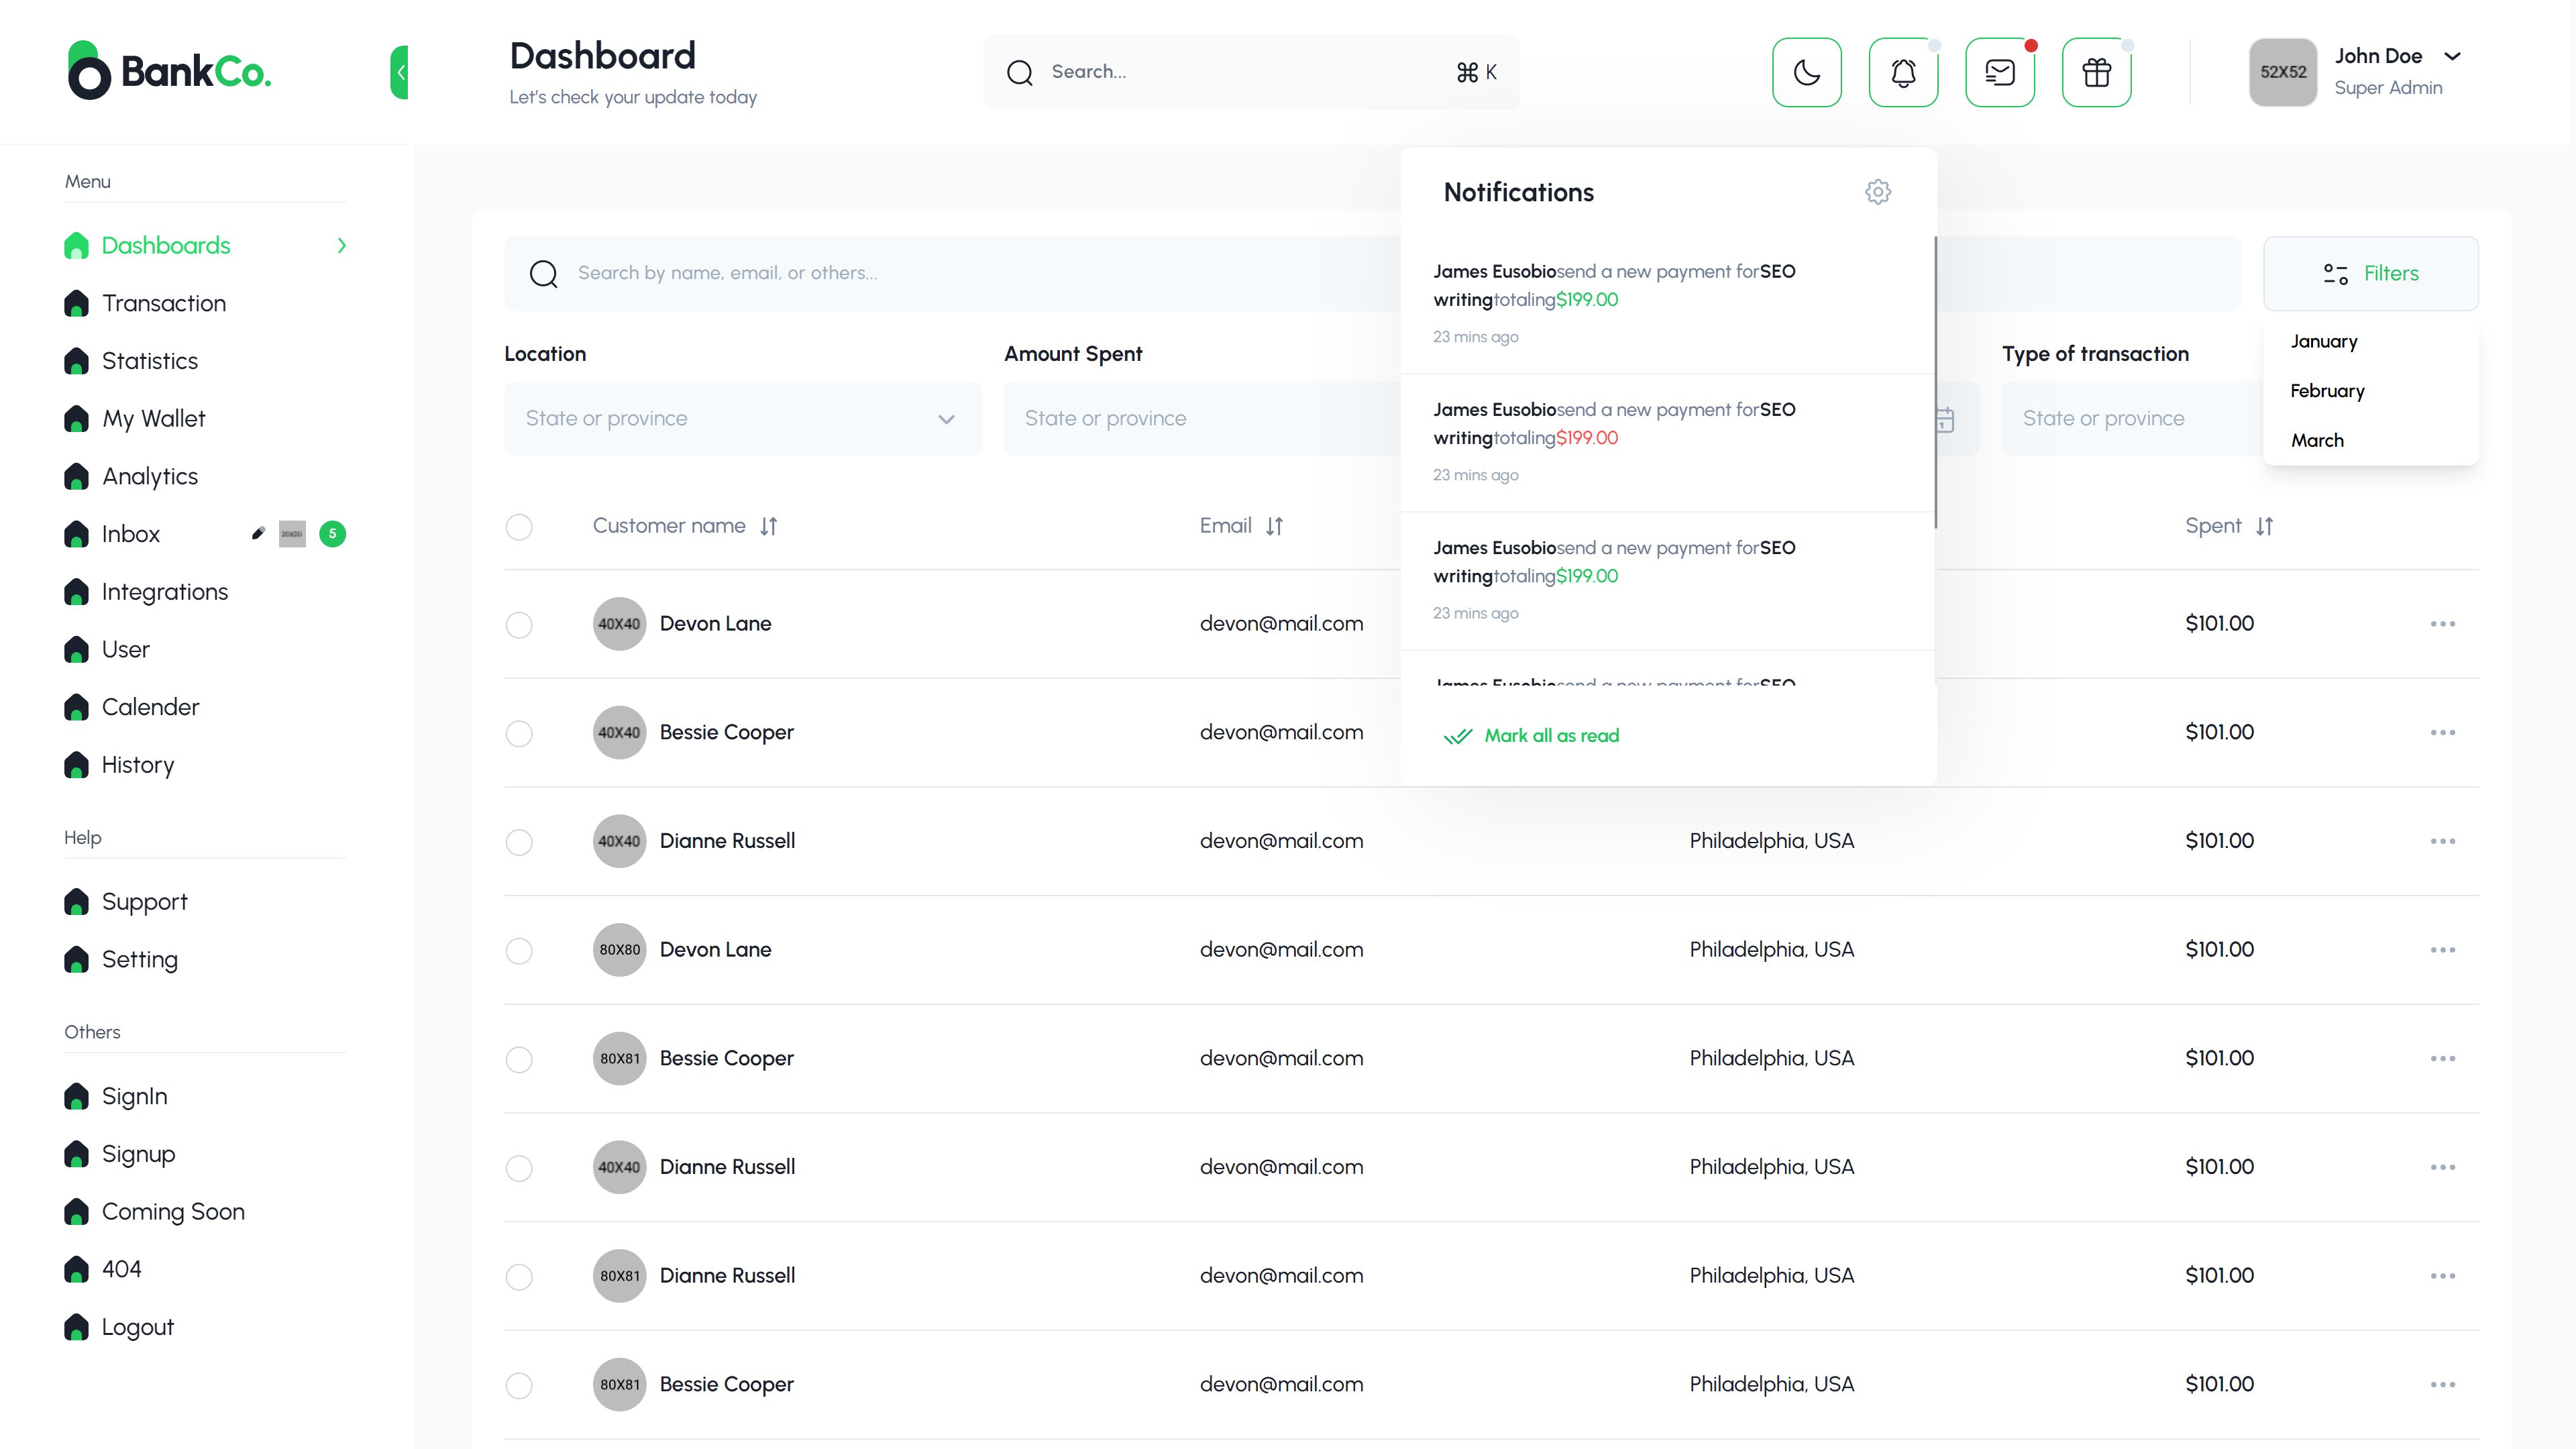 BankCo.
Dashboard
Let's check your update today
Search...
⌘ K
52X52
John Doe
Super Admin
Menu
Dashboards
Transaction
Statistics
My Wallet
Analytics
Inbox
20X20
5
Integrations
User
Calender
History
Help
Support
Setting
Others
SignIn
Signup
Coming Soon
404
Logout
Search by name, email, or others...
Filters
January
February
March
Location
State or province
Amount Spent
State or province
Type of transaction
State or province
Notifications
James Eusobiosend a new payment forSEO
writingtotaling$199.00
23 mins ago
James Eusobiosend a new payment forSEO
writingtotaling$199.00
23 mins ago
James Eusobiosend a new payment forSEO
writingtotaling$199.00
23 mins ago
James Eusobiosend a new payment forSEO
Mark all as read
Customer name
Email
Spent
40X40 Devon Lane devon@mail.com $101.00
40X40 Bessie Cooper devon@mail.com $101.00
40X40 Dianne Russell devon@mail.com Philadelphia, USA $101.00
80X80 Devon Lane devon@mail.com Philadelphia, USA $101.00
80X81 Bessie Cooper devon@mail.com Philadelphia, USA $101.00
40X40 Dianne Russell devon@mail.com Philadelphia, USA $101.00
80X81 Dianne Russell devon@mail.com Philadelphia, USA $101.00
80X81 Bessie Cooper devon@mail.com Philadelphia, USA $101.00